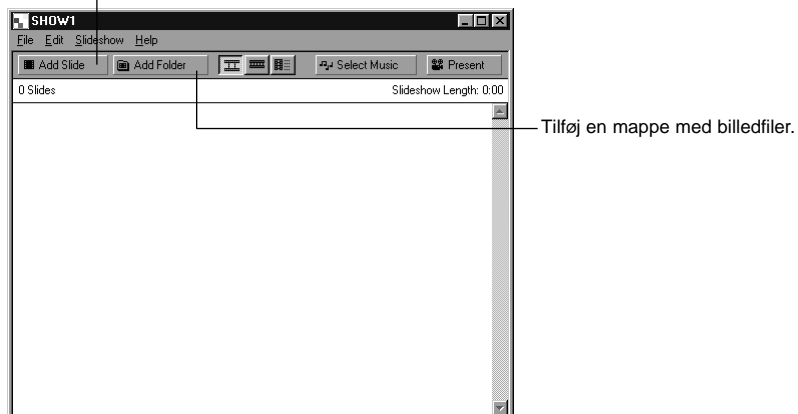 SHOW1
File Edit Slideshow Help
Add Slide Add Folder Select Music Present
0 Slides Slideshow Length: 0:00
Tilføj en mappe med billedfiler.